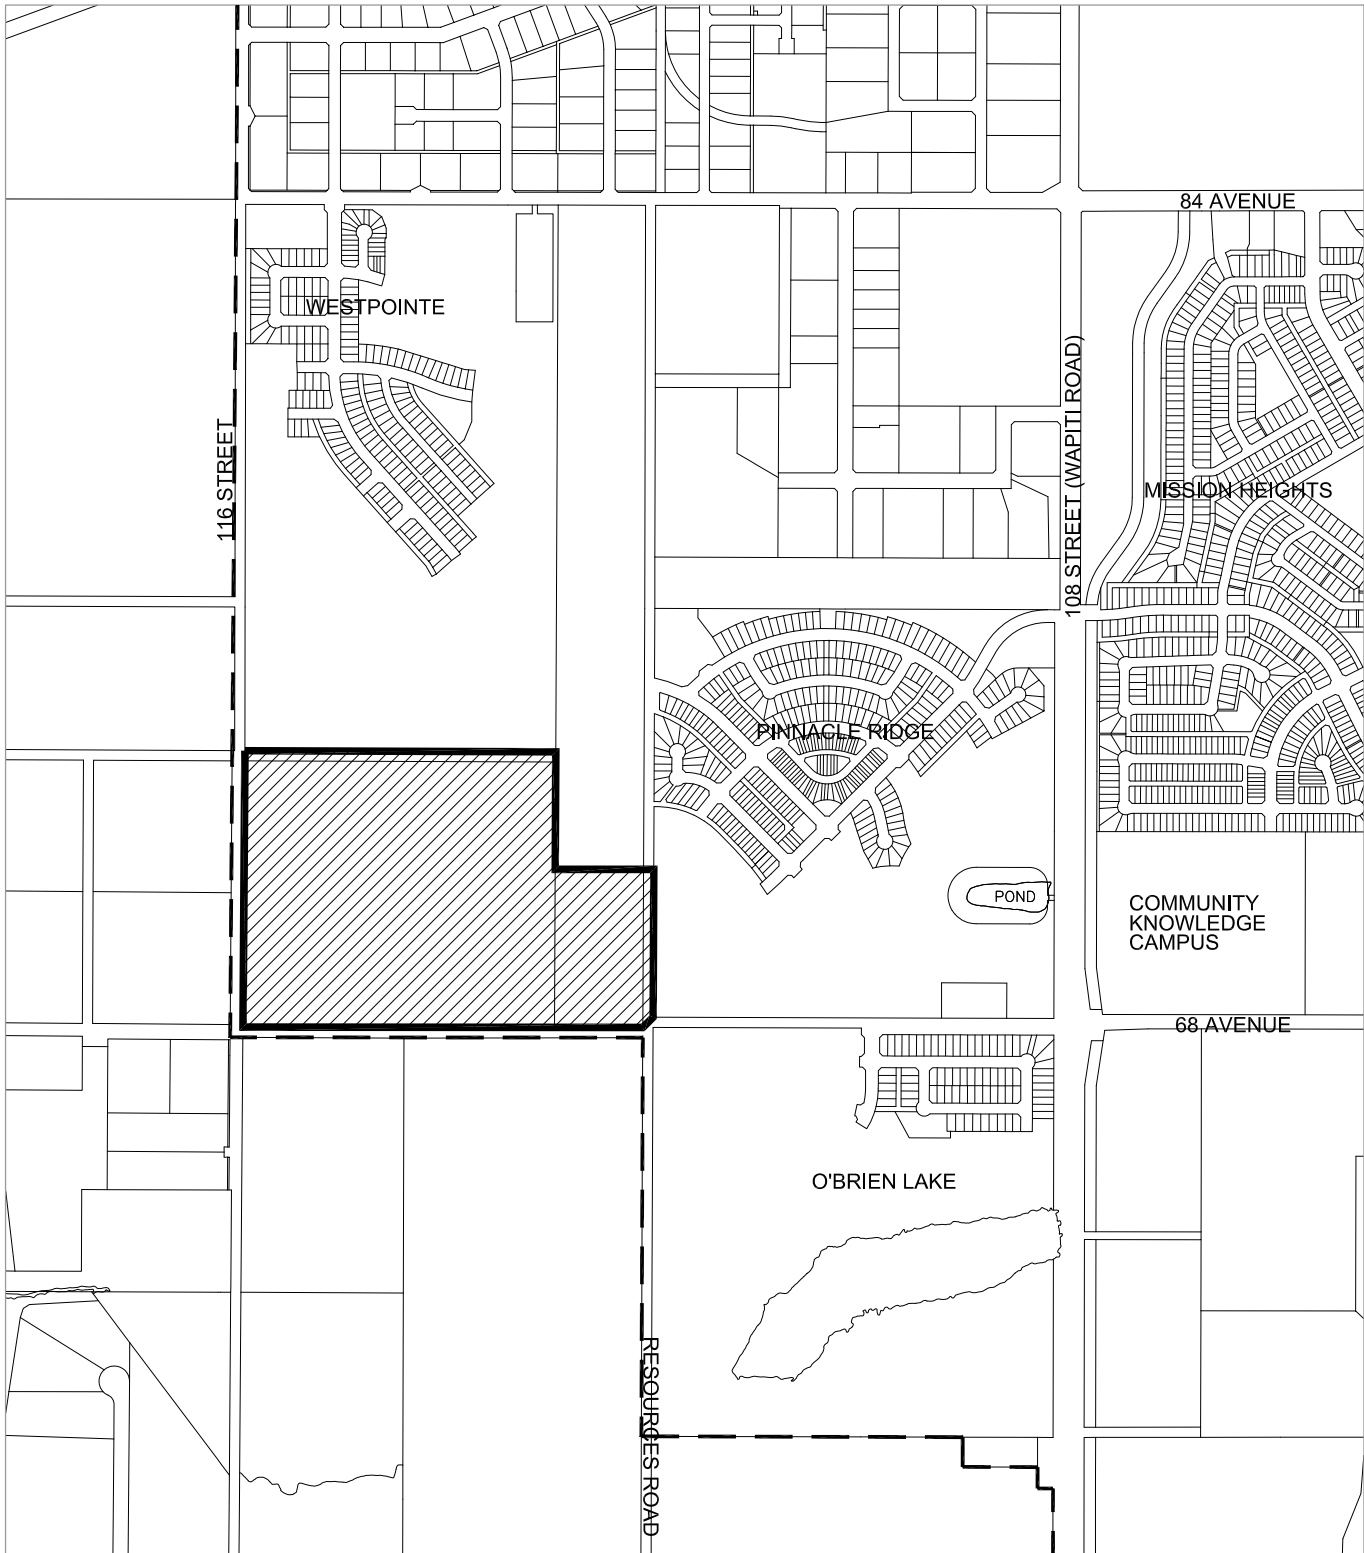 84 AVENUE
WESTPOINTE
116 STREET
108 STREET (WAPITI ROAD)
MISSION HEIGHTS
PINNACLE RIDGE
POND
COMMUNITY
KNOWLEDGE
CAMPUS
68 AVENUE
O'BRIEN LAKE
RESOURCES ROAD